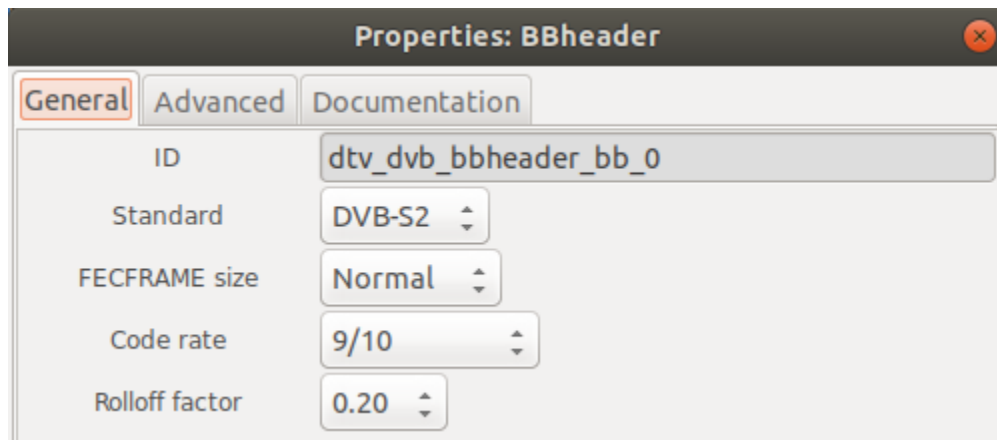 Properties: BBheader
General Advanced Documentation
ID dtv_dvb_bbheader_bb_0
Standard DVB-S2
FECFRAME size Normal
Code rate 9/10
Rolloff factor 0.20